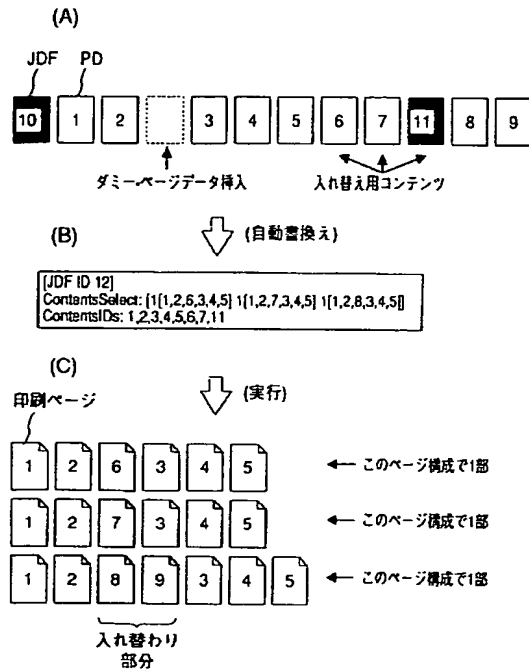 (A)
JDF PD
10 1 2 3 4 5 6 7 11 8 9
ダミーページデータ挿入 入れ替え用コンテンツ
(B) (自動書換え)
[JDF ID 12]
ContentsSelect: [1[1,2,6,3,4,5] 1[1,2,7,3,4,5] 1[1,2,8,3,4,5]]
ContentsIDs: 1,2,3,4,5,6,7,11
(C) (実行)
印刷ページ
1 2 6 3 4 5 ← このページ構成で1部
1 2 7 3 4 5 ← このページ構成で1部
1 2 8 9 3 4 5 ← このページ構成で1部
入れ替わり
部分